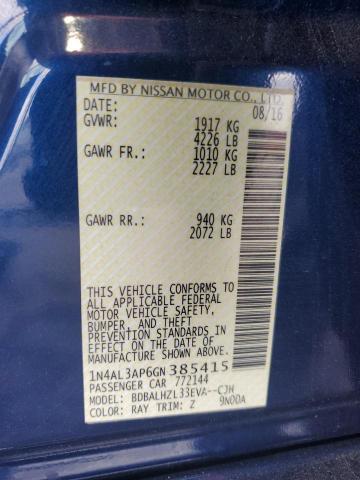 MFD BY NISSAN MOTOR CO., LTD.
DATE: 08/16
GVWR: 1917 KG
4226 LB
GAWR FR.: 1010 KG
2227 LB
GAWR RR.: 940 KG
2072 LB
THIS VEHICLE CONFORMS TO
ALL APPLICABLE FEDERAL
MOTOR VEHICLE SAFETY,
BUMPER, AND THEFT
PREVENTION STANDARDS IN
EFFECT ON THE DATE OF
MANUFACTURE SHOWN ABOVE.
1N4AL3AP6GN385415
PASSENGER CAR 772144
MODEL: BDBALHZL33EVA--CJH
COLOR: RAY TRIM: Z 9N00A